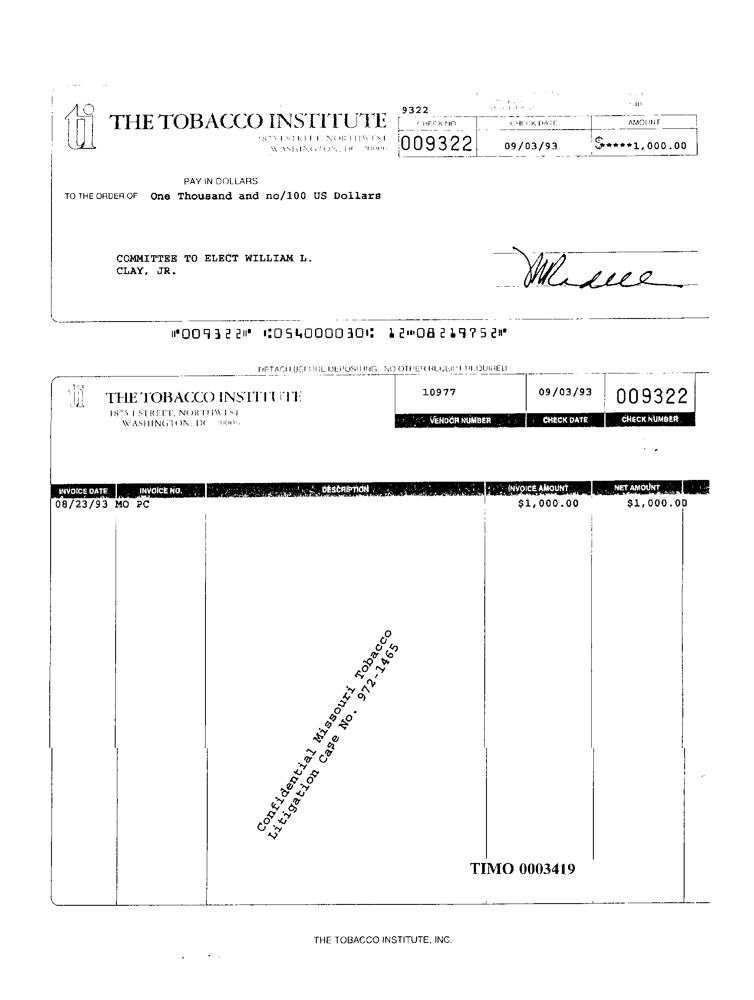 ti
THE TOBACCO INSTITUTE
1875 I STREET, NORTHWEST
WASHINGTON, DC 20006
9322
CHECK NO. CHECK DATE AMOUNT
009322 09/03/93 $*****1,000.00
PAY IN DOLLARS
TO THE ORDER OF One Thousand and no/100 US Dollars
COMMITTEE TO ELECT WILLIAM L.
CLAY, JR.
⑈009322⑈ ⑆054000030⑆ 12⑈08219752⑈
DETACH BEFORE DEPOSITING NO OTHER RECEIPT REQUIRED
ti
THE TOBACCO INSTITUTE
1875 I STREET, NORTHWEST
WASHINGTON, DC 20006
10977 09/03/93 009322
VENDOR NUMBER CHECK DATE CHECK NUMBER
INVOICE DATE INVOICE NO. DESCRIPTION INVOICE AMOUNT NET AMOUNT
08/23/93 MO PC $1,000.00 $1,000.00
Confidential Missouri Tobacco
Litigation Case No. 972-1465
TIMO 0003419
THE TOBACCO INSTITUTE, INC.